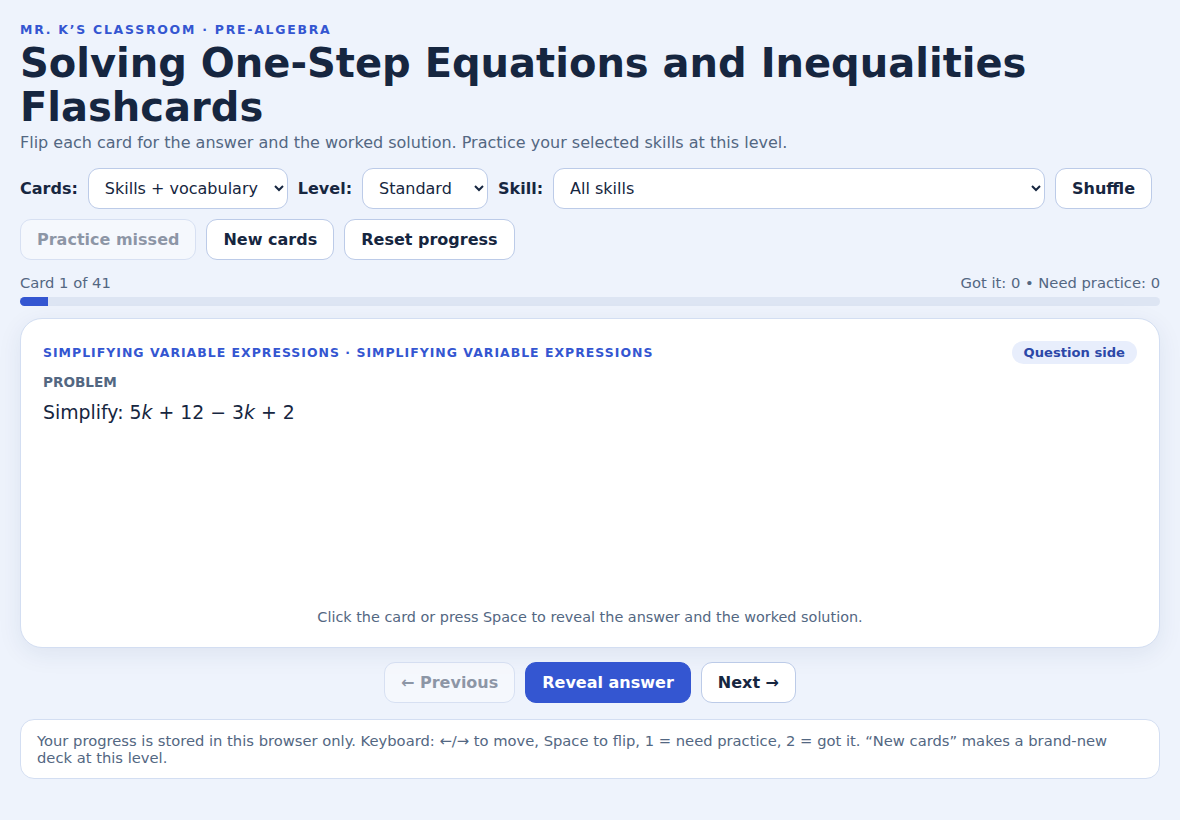 MR. K’S CLASSROOM · PRE-ALGEBRA
Solving One-Step Equations and Inequalities
Flashcards
Flip each card for the answer and the worked solution. Practice your selected skills at this level.
Cards: Skills + vocabulary Level: Standard Skill: All skills Shuffle
Practice missed New cards Reset progress
Card 1 of 41 Got it: 0 • Need practice: 0
SIMPLIFYING VARIABLE EXPRESSIONS · SIMPLIFYING VARIABLE EXPRESSIONS Question side
PROBLEM
Simplify: 5k + 12 − 3k + 2
Click the card or press Space to reveal the answer and the worked solution.
← Previous Reveal answer Next →
Your progress is stored in this browser only. Keyboard: ←/→ to move, Space to flip, 1 = need practice, 2 = got it. “New cards” makes a brand-new
deck at this level.